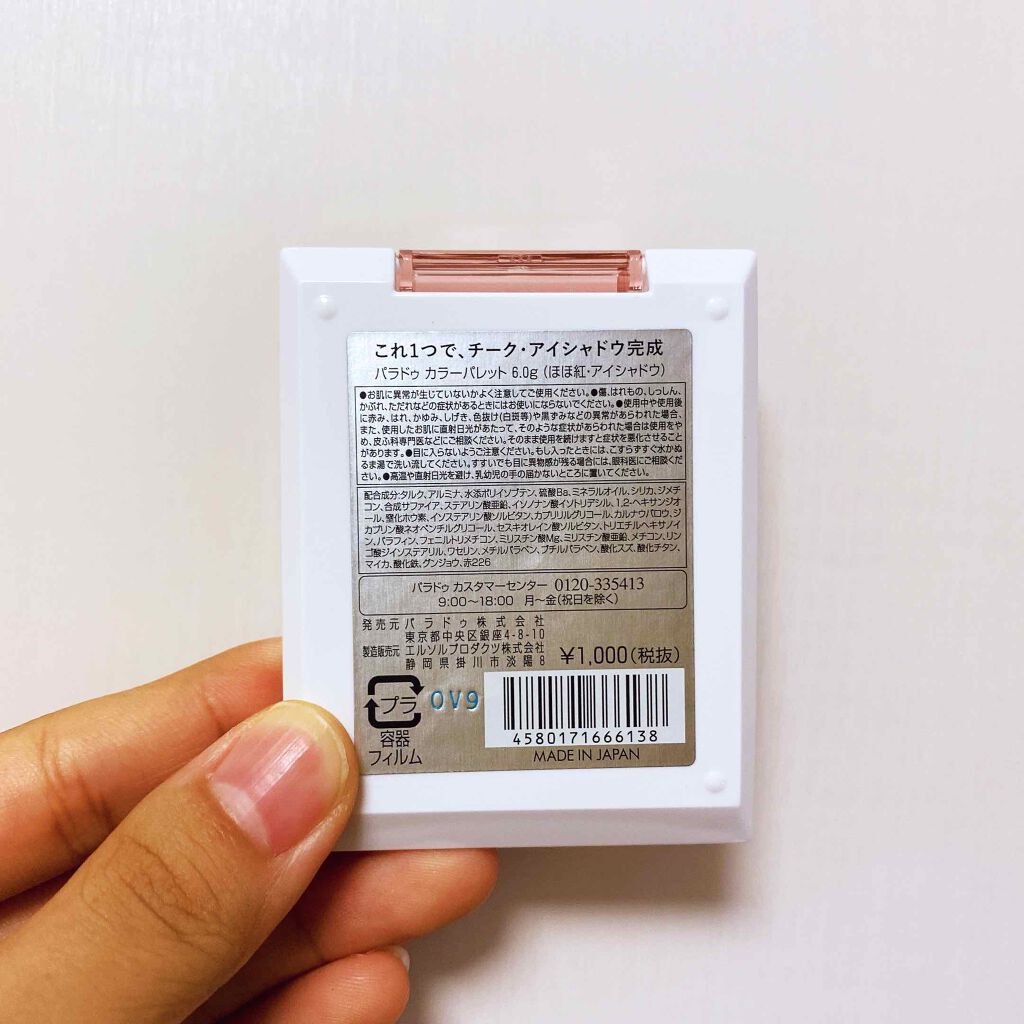 これ1つで、チーク・アイシャドウ完成
パラドゥ カラーパレット 6.0g (ほほ紅・アイシャドウ)
●お肌に異常が生じていないかよく注意してご使用ください。●傷、はれもの、しっしん、
かぶれ、ただれなどの症状があるときにはお使いにならないでください。●使用中や使用後
に赤み、はれ、かゆみ、しげき、色抜け(白斑等)や黒ずみなどの異常があらわれた場合、
また、使用したお肌に直射日光があたって、そのような症状があらわれた場合は使用をや
め、皮ふ科専門医などにご相談ください。そのまま使用を続けますと症状を悪化させること
があります。●目に入らないようご注意ください。もし入ったときには、こすらずすぐ水かぬ
るま湯で洗い流してください。すすいでも目に異物感が残る場合には、眼科医にご相談くだ
さい。●高温や直射日光を避け、乳幼児の手の届かないところに置いてください。
配合成分:タルク、アルミナ、水添ポリイソブテン、硫酸Ba、ミネラルオイル、シリカ、ジメチ
コン、合成サファイア、ステアリン酸亜鉛、イソノナン酸イソトリデシル、1,2-ヘキサンジオ
ール、窒化ホウ素、イソステアリン酸ソルビタン、カプリリルグリコール、カルナウバロウ、ジ
カプリン酸ネオペンチルグリコール、セスキオレイン酸ソルビタン、トリエチルヘキサノイ
ン、パラフィン、フェニルトリメチコン、ミリスチン酸Mg、ミリスチン酸亜鉛、メチコン、リン
ゴ酸ジイソステアリル、ワセリン、メチルパラベン、ブチルパラベン、酸化スズ、酸化チタン、
マイカ、酸化鉄、グンジョウ、赤226
パラドゥ カスタマーセンター 0120-335413
9:00〜18:00 月〜金(祝日を除く)
発売元 パラドゥ株式会社
東京都中央区銀座4-8-10
製造販売元 エルソルプロダクツ株式会社
静岡県掛川市淡陽8
¥1,000(税抜)
プラ
容器
フィルム
OV9
4580171666138
MADE IN JAPAN